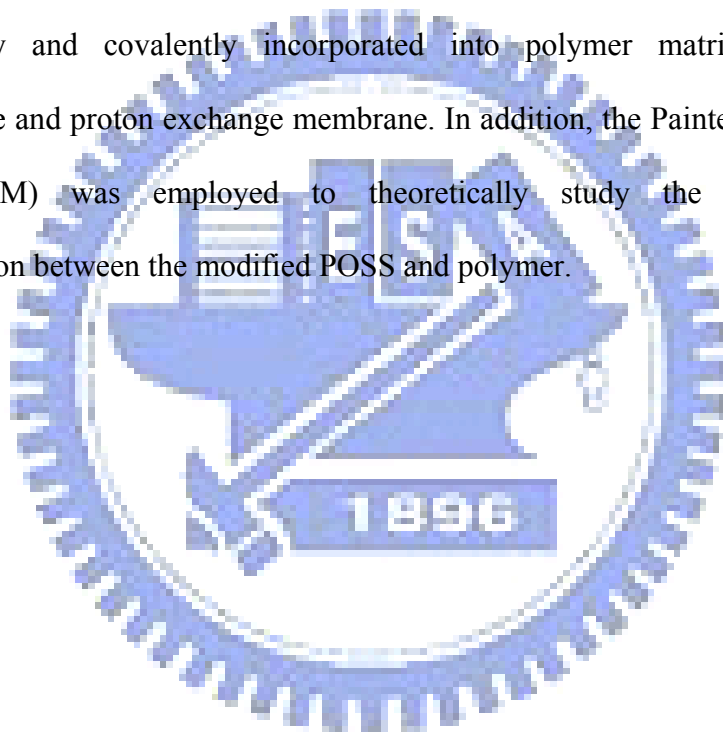 and covalently incorporated into polymer matri
and proton exchange membrane. In addition, the Painte
M) was employed to theoretically study the
on between the modified POSS and polymer.
ESA
1896